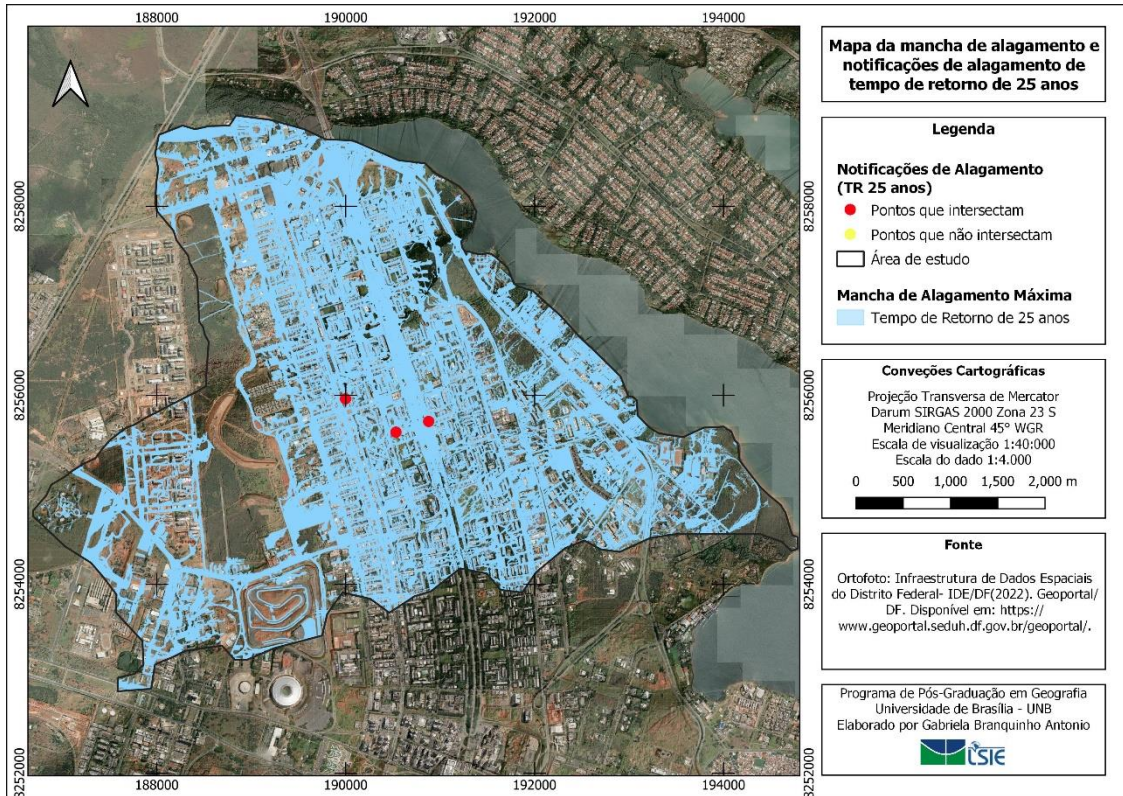 188000
190000
192000
194000
8258000
8256000
8254000
8252000
8258000
8256000
8254000
8252000
188000
190000
192000
194000
Mapa da mancha de alagamento e
notificações de alagamento de
tempo de retorno de 25 anos
Legenda
Notificações de Alagamento
(TR 25 anos)
Pontos que intersectam
Pontos que não intersectam
Área de estudo
Mancha de Alagamento Máxima
Tempo de Retorno de 25 anos
Conveções Cartográficas
Projeção Transversa de Mercator
Darum SIRGAS 2000 Zona 23 S
Meridiano Central 45º WGR
Escala de visualização 1:40:000
Escala do dado 1:4.000
0 500 1,000 1,500 2,000 m
Fonte
Ortofoto: Infraestrutura de Dados Espaciais
do Distrito Federal- IDE/DF(2022). Geoportal/
DF. Disponível em: https://
www.geoportal.seduh.df.gov.br/geoportal/.
Programa de Pós-Graduação em Geografia
Universidade de Brasília - UNB
Elaborado por Gabriela Branquinho Antonio
LSIE